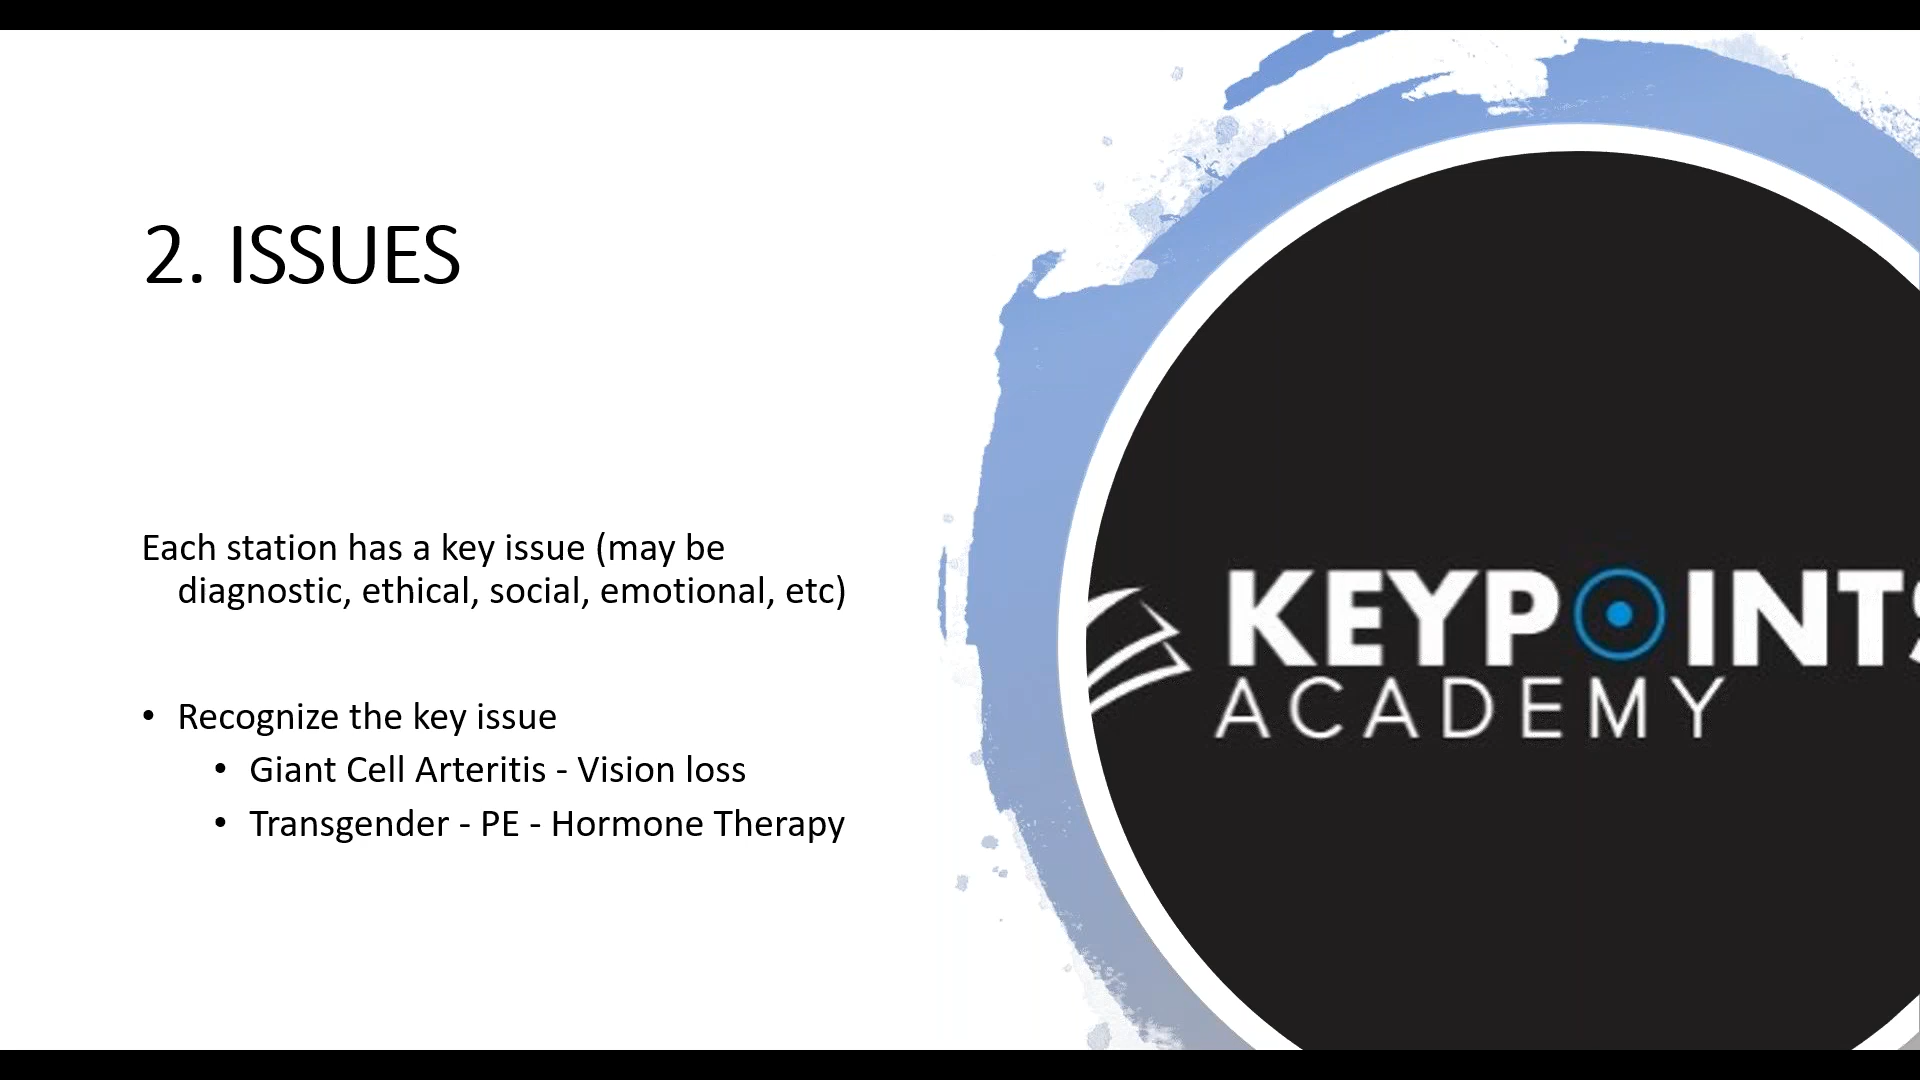 2. ISSUES
Each station has a key issue (may be
diagnostic, ethical, social, emotional, etc)
• Recognize the key issue
• Giant Cell Arteritis - Vision loss
• Transgender - PE - Hormone Therapy
KEYPOINTS
ACADEMY